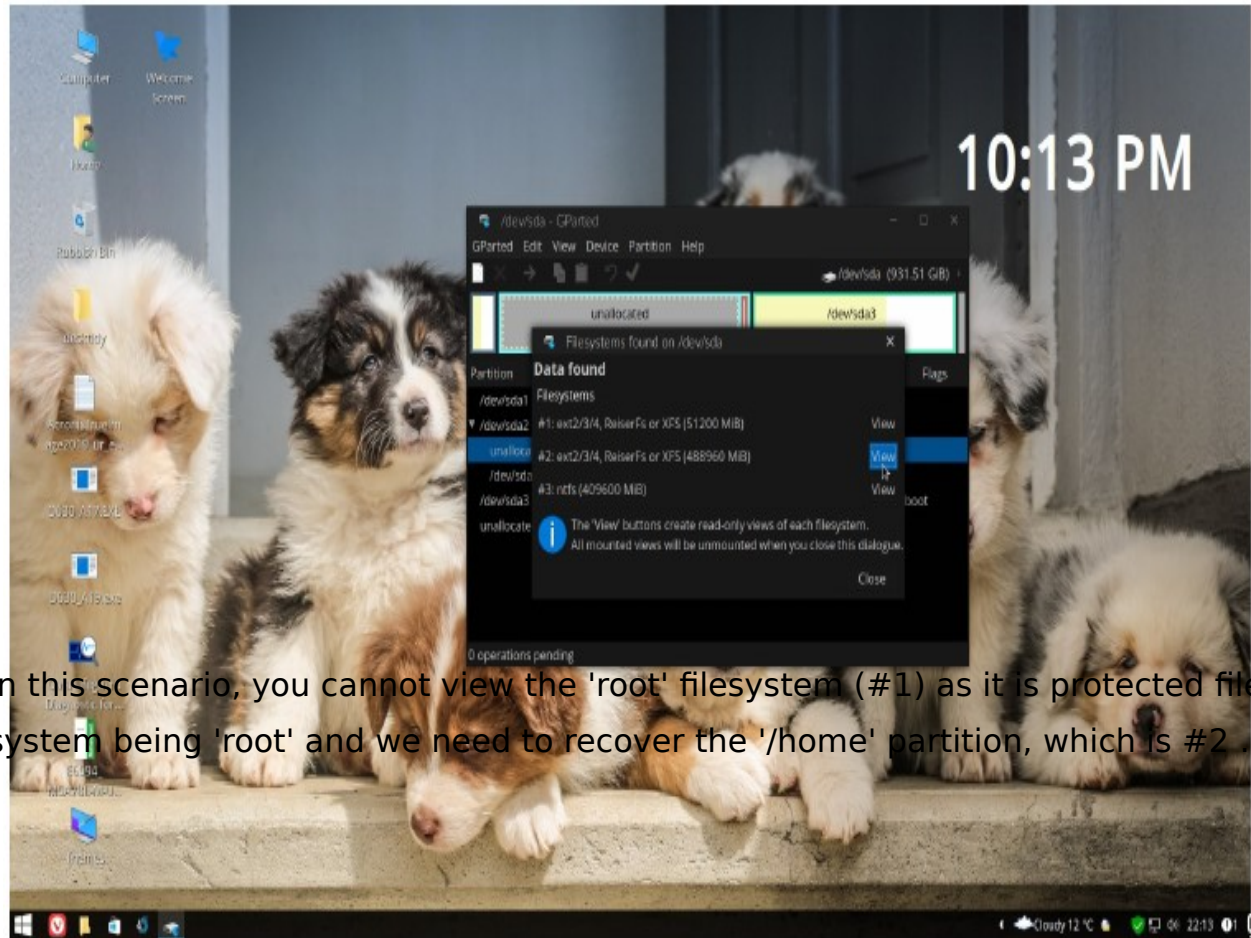 Computer
Welcome
Screen
Home
Rubbish Bin
10:13 PM
/dev/sda - GParted
GParted Edit View Device Partition Help
/dev/sda (931.51 GiB)
unallocated
/dev/sda3
Filesystems found on /dev/sda
Partition
Data found
Flags
Filesystems
/dev/sda1
#1: ext2/3/4, ReiserFs or XFS (51200 MiB)
View
/dev/sda2
unalloca
#2: ext2/3/4, ReiserFs or XFS (488960 MiB)
View
/dev/sda
#3: ntfs (409600 MiB)
View
/dev/sda3
boot
unallocate
The 'View' buttons create read-only views of each filesystem.
All mounted views will be unmounted when you close this dialogue.
Close
0 operations pending
n this scenario, you cannot view the 'root' filesystem (#1) as it is protected file
system being 'root' and we need to recover the '/home' partition, which is #2 .
Themes
Cloudy 12 °C
22:13
1